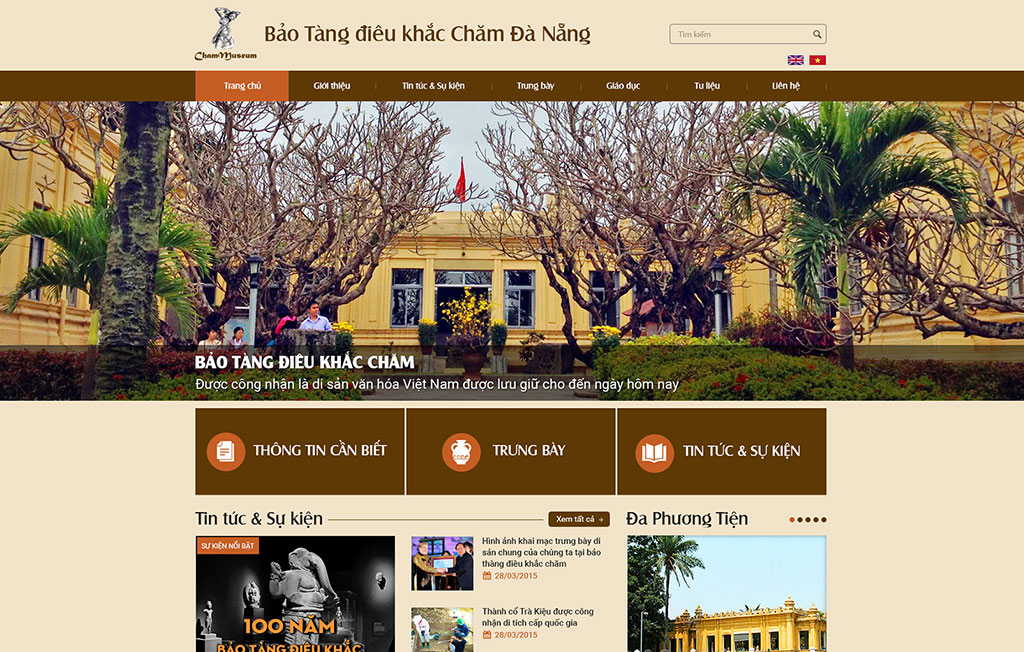 Cham Museum
Bảo Tàng điêu khắc Chăm Đà Nẵng
Tìm kiếm
Trang chủ
Giới thiệu
Tin tức & Sự kiện
Trưng bày
Giáo dục
Tư liệu
Liên hệ
BẢO TÀNG ĐIÊU KHẮC CHĂM
Được công nhận là di sản văn hóa Việt Nam được lưu giữ cho đến ngày hôm nay
THÔNG TIN CẦN BIẾT
TRƯNG BÀY
TIN TỨC & SỰ KIỆN
Tin tức & Sự kiện
Xem tất cả
SỰ KIỆN NỔI BẬT
100 NĂM
BẢO TÀNG ĐIÊU KHẮC
Hình ảnh khai mạc trưng bày di
sản chung của chúng ta tại bảo
thàng điêu khắc chăm
28/03/2015
Thành cổ Trà Kiệu được công
nhận di tích cấp quốc gia
28/03/2015
Đa Phương Tiện